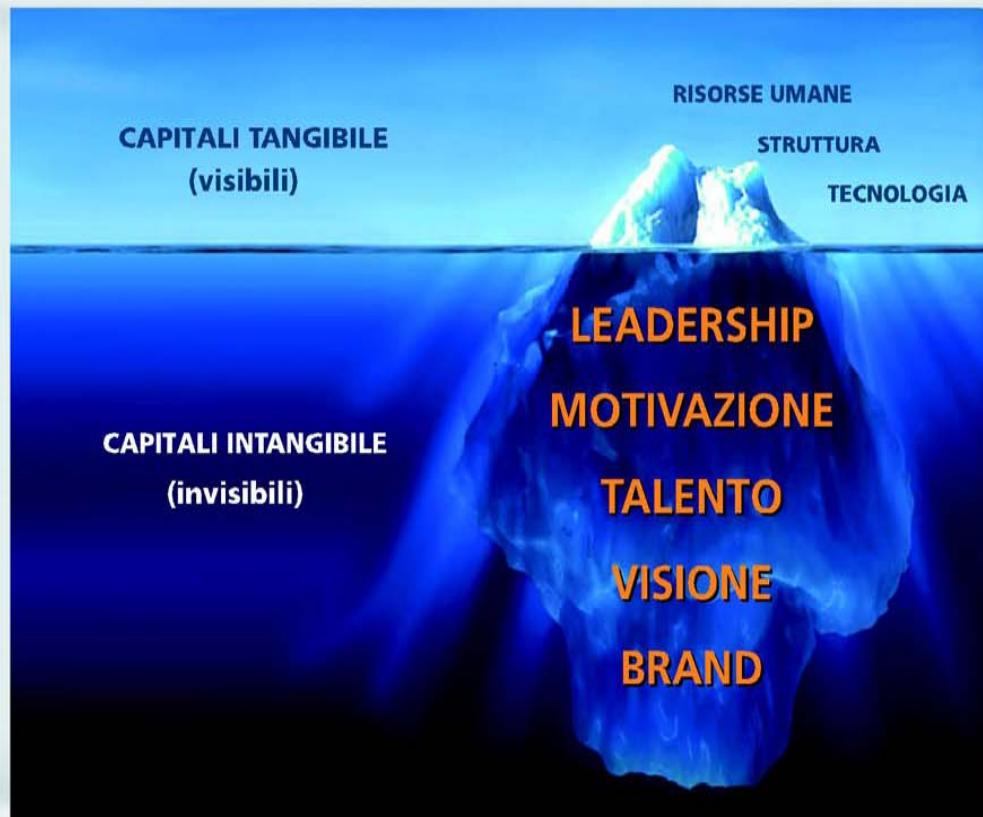 RISORSE UMANE
CAPITALI TANGIBILE
(visibili)
STRUTTURA
TECNOLOGIA
LEADERSHIP
MOTIVAZIONE
CAPITALI INTANGIBILE
(invisibili)
TALENTO
VISIONE
BRAND